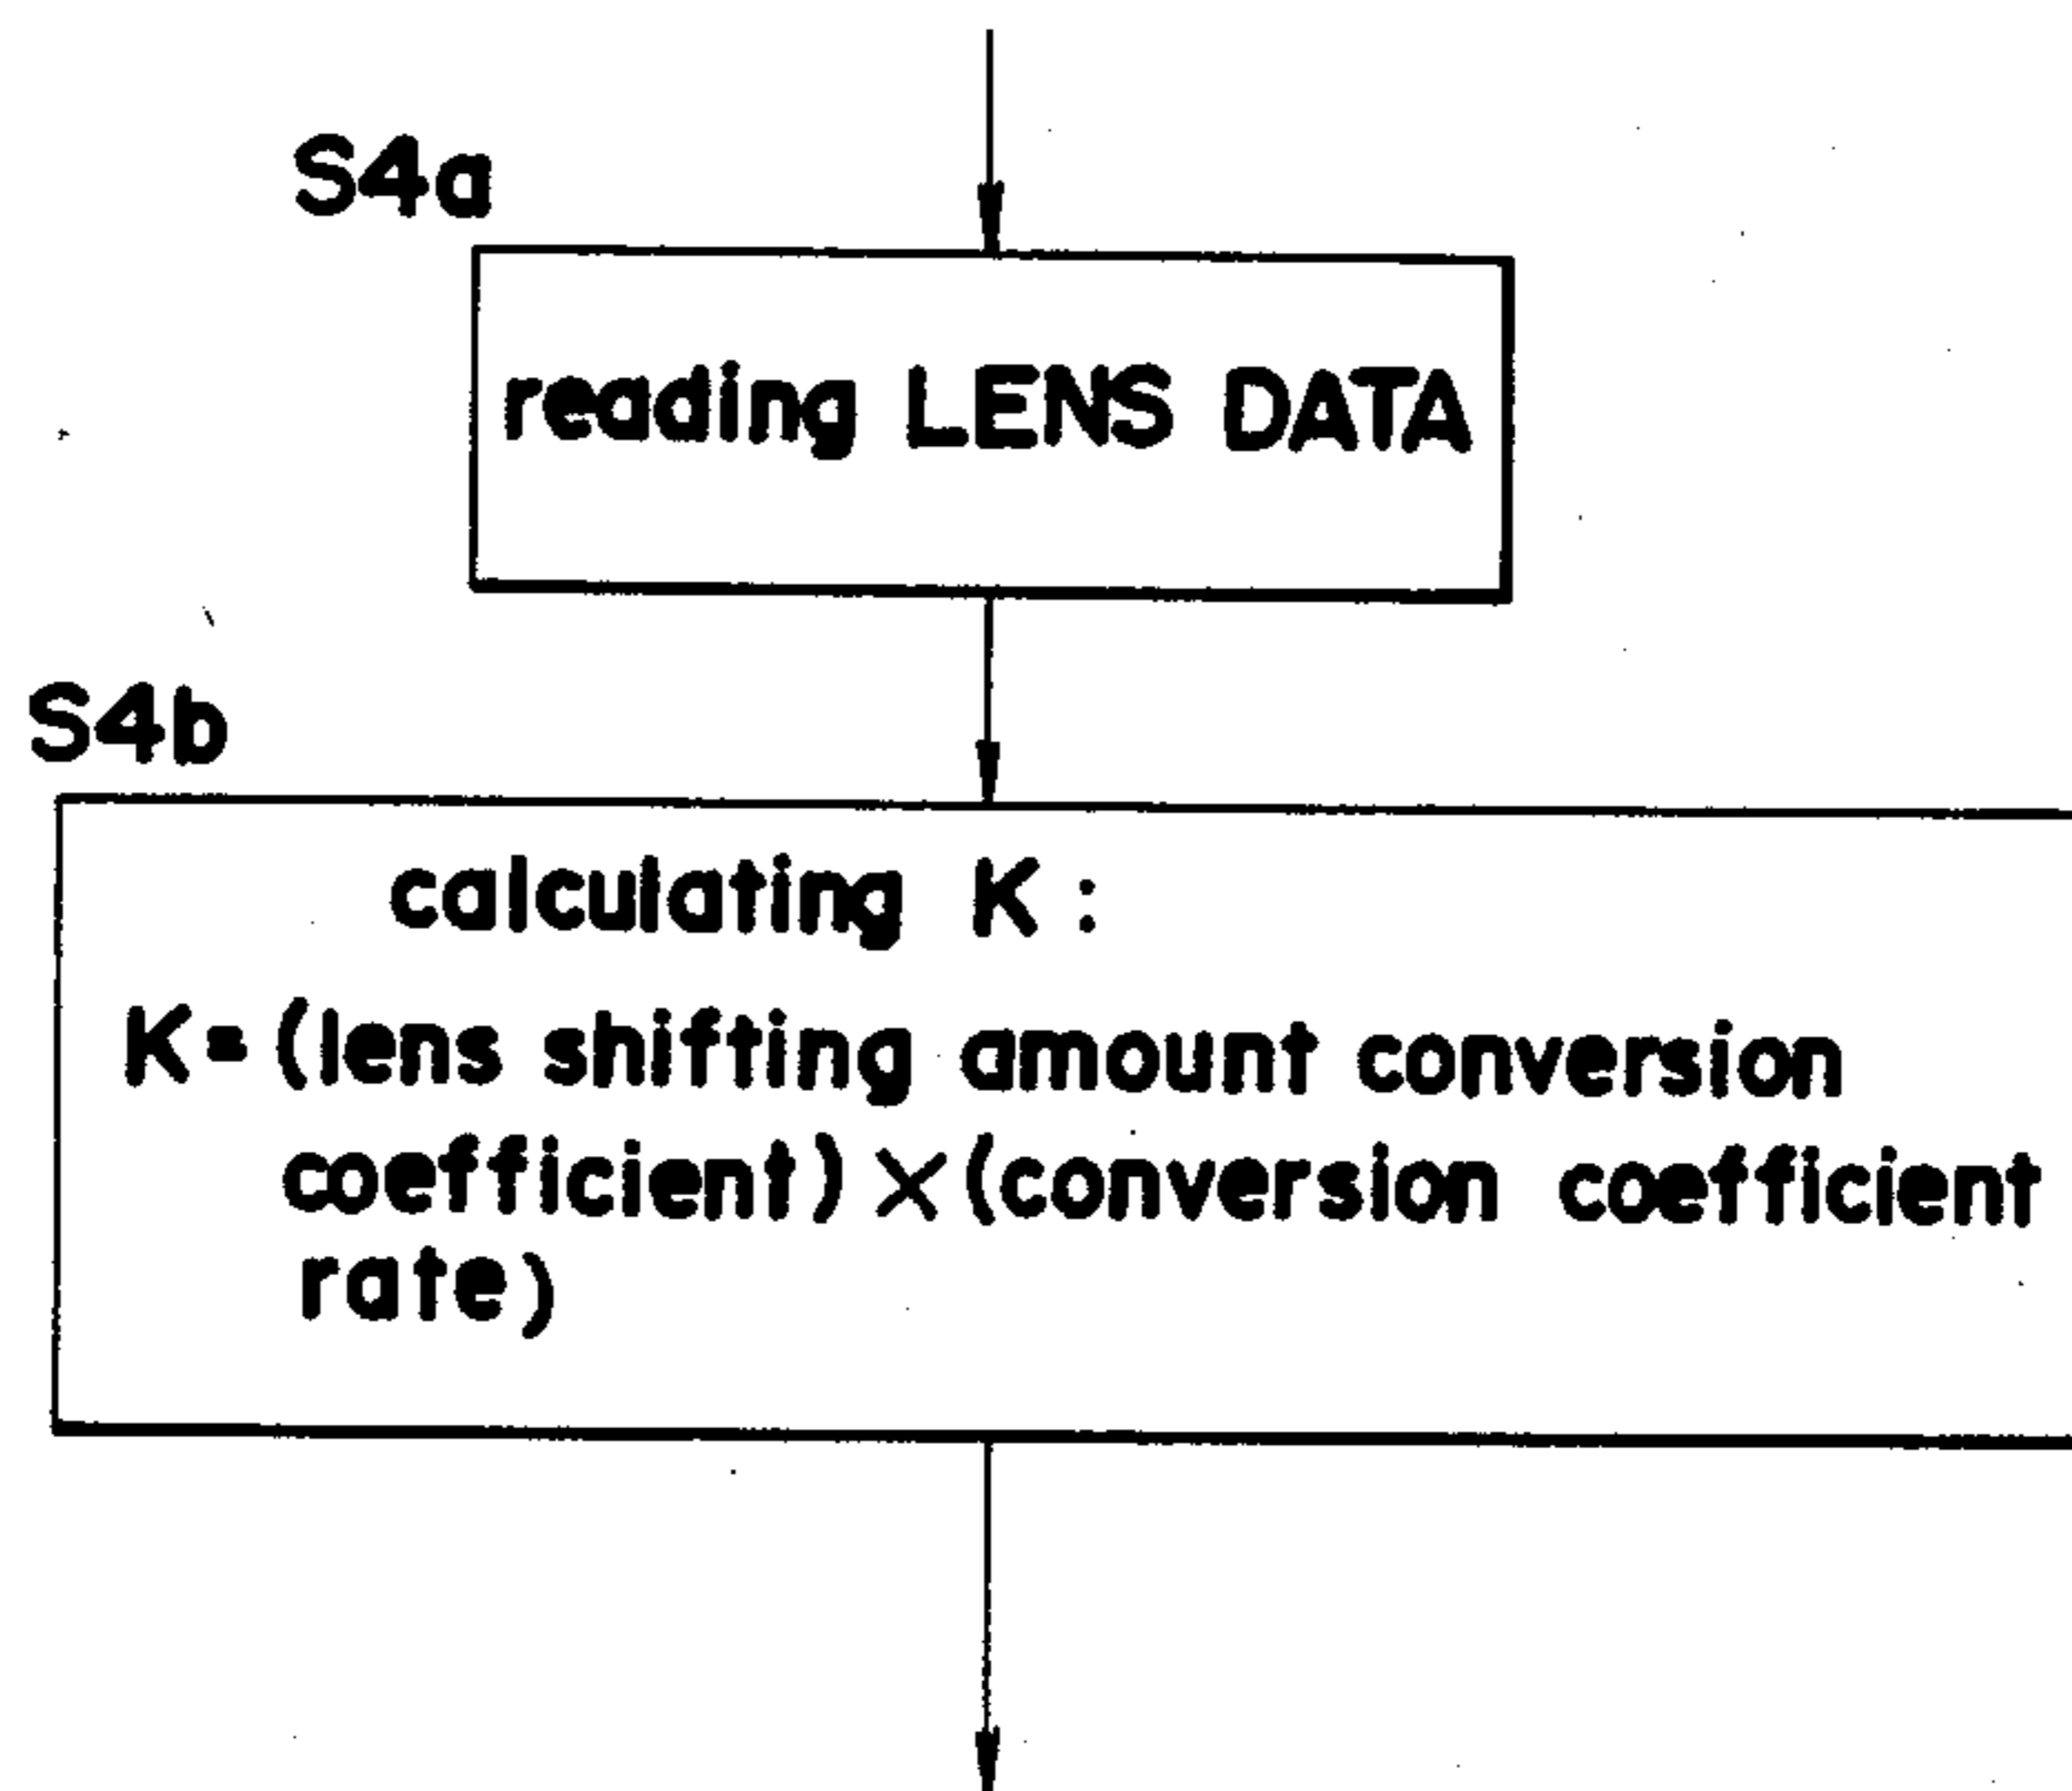 S4a
reading LENS DATA
S4b
calculating K :
K= (lens shifting amount conversion
coefficient) × (conversion coefficient
rate)